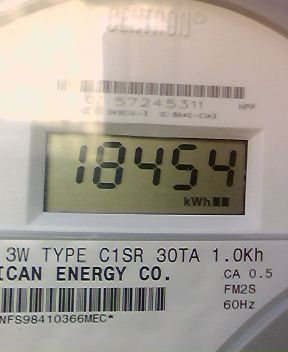 CENTRON®
57245311
18454
kWh
3W TYPE C1SR 30TA 1.0Kh
ICAN ENERGY CO.
CA 0.5
FM2S
60Hz
NFS98410366MEC*